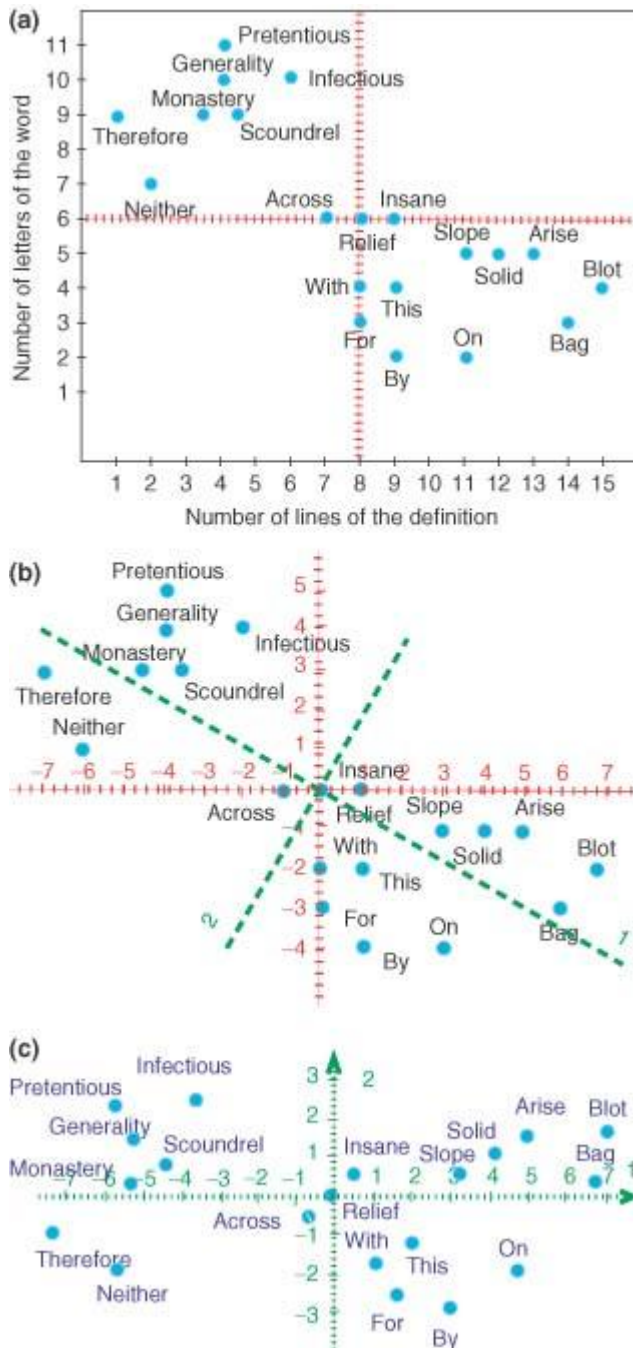 (a)
Pretentious
11
Generality
10
Infectious
Monastery
9
Therefore
Scoundrel
8
7
Neither
Across
Insane
6
Relief
Slope
Arise
5
Solid
With
Blot
4
This
3
For
On
Bag
2
By
1
Number of letters of the word
1 2 3 4 5 6 7 8 9 10 11 12 13 14 15
Number of lines of the definition
(b)
Pretentious
5
Generality
4
Infectious
Monastery
3
Therefore
Scoundrel
2
Neither
1
−7 −6 −5 −4 −3 −2 −1
Insane
1 2 3 4 5 6 7
Across
Relief
Slope
Arise
−1
Solid
With
Blot
−2
This
−3
For
On
Bag
2
1
−4
By
(c)
Infectious
3
2
Pretentious
Arise
Blot
Generality
2
Solid
Scoundrel
1
Insane
Slope
Bag
Monastery
−7 −6 −5 −4 −3 −2 −1
1 2 3 4 5 6 7
1
Across
Relief
−1
With
On
Therefore
This
Neither
−2
−3
For
By